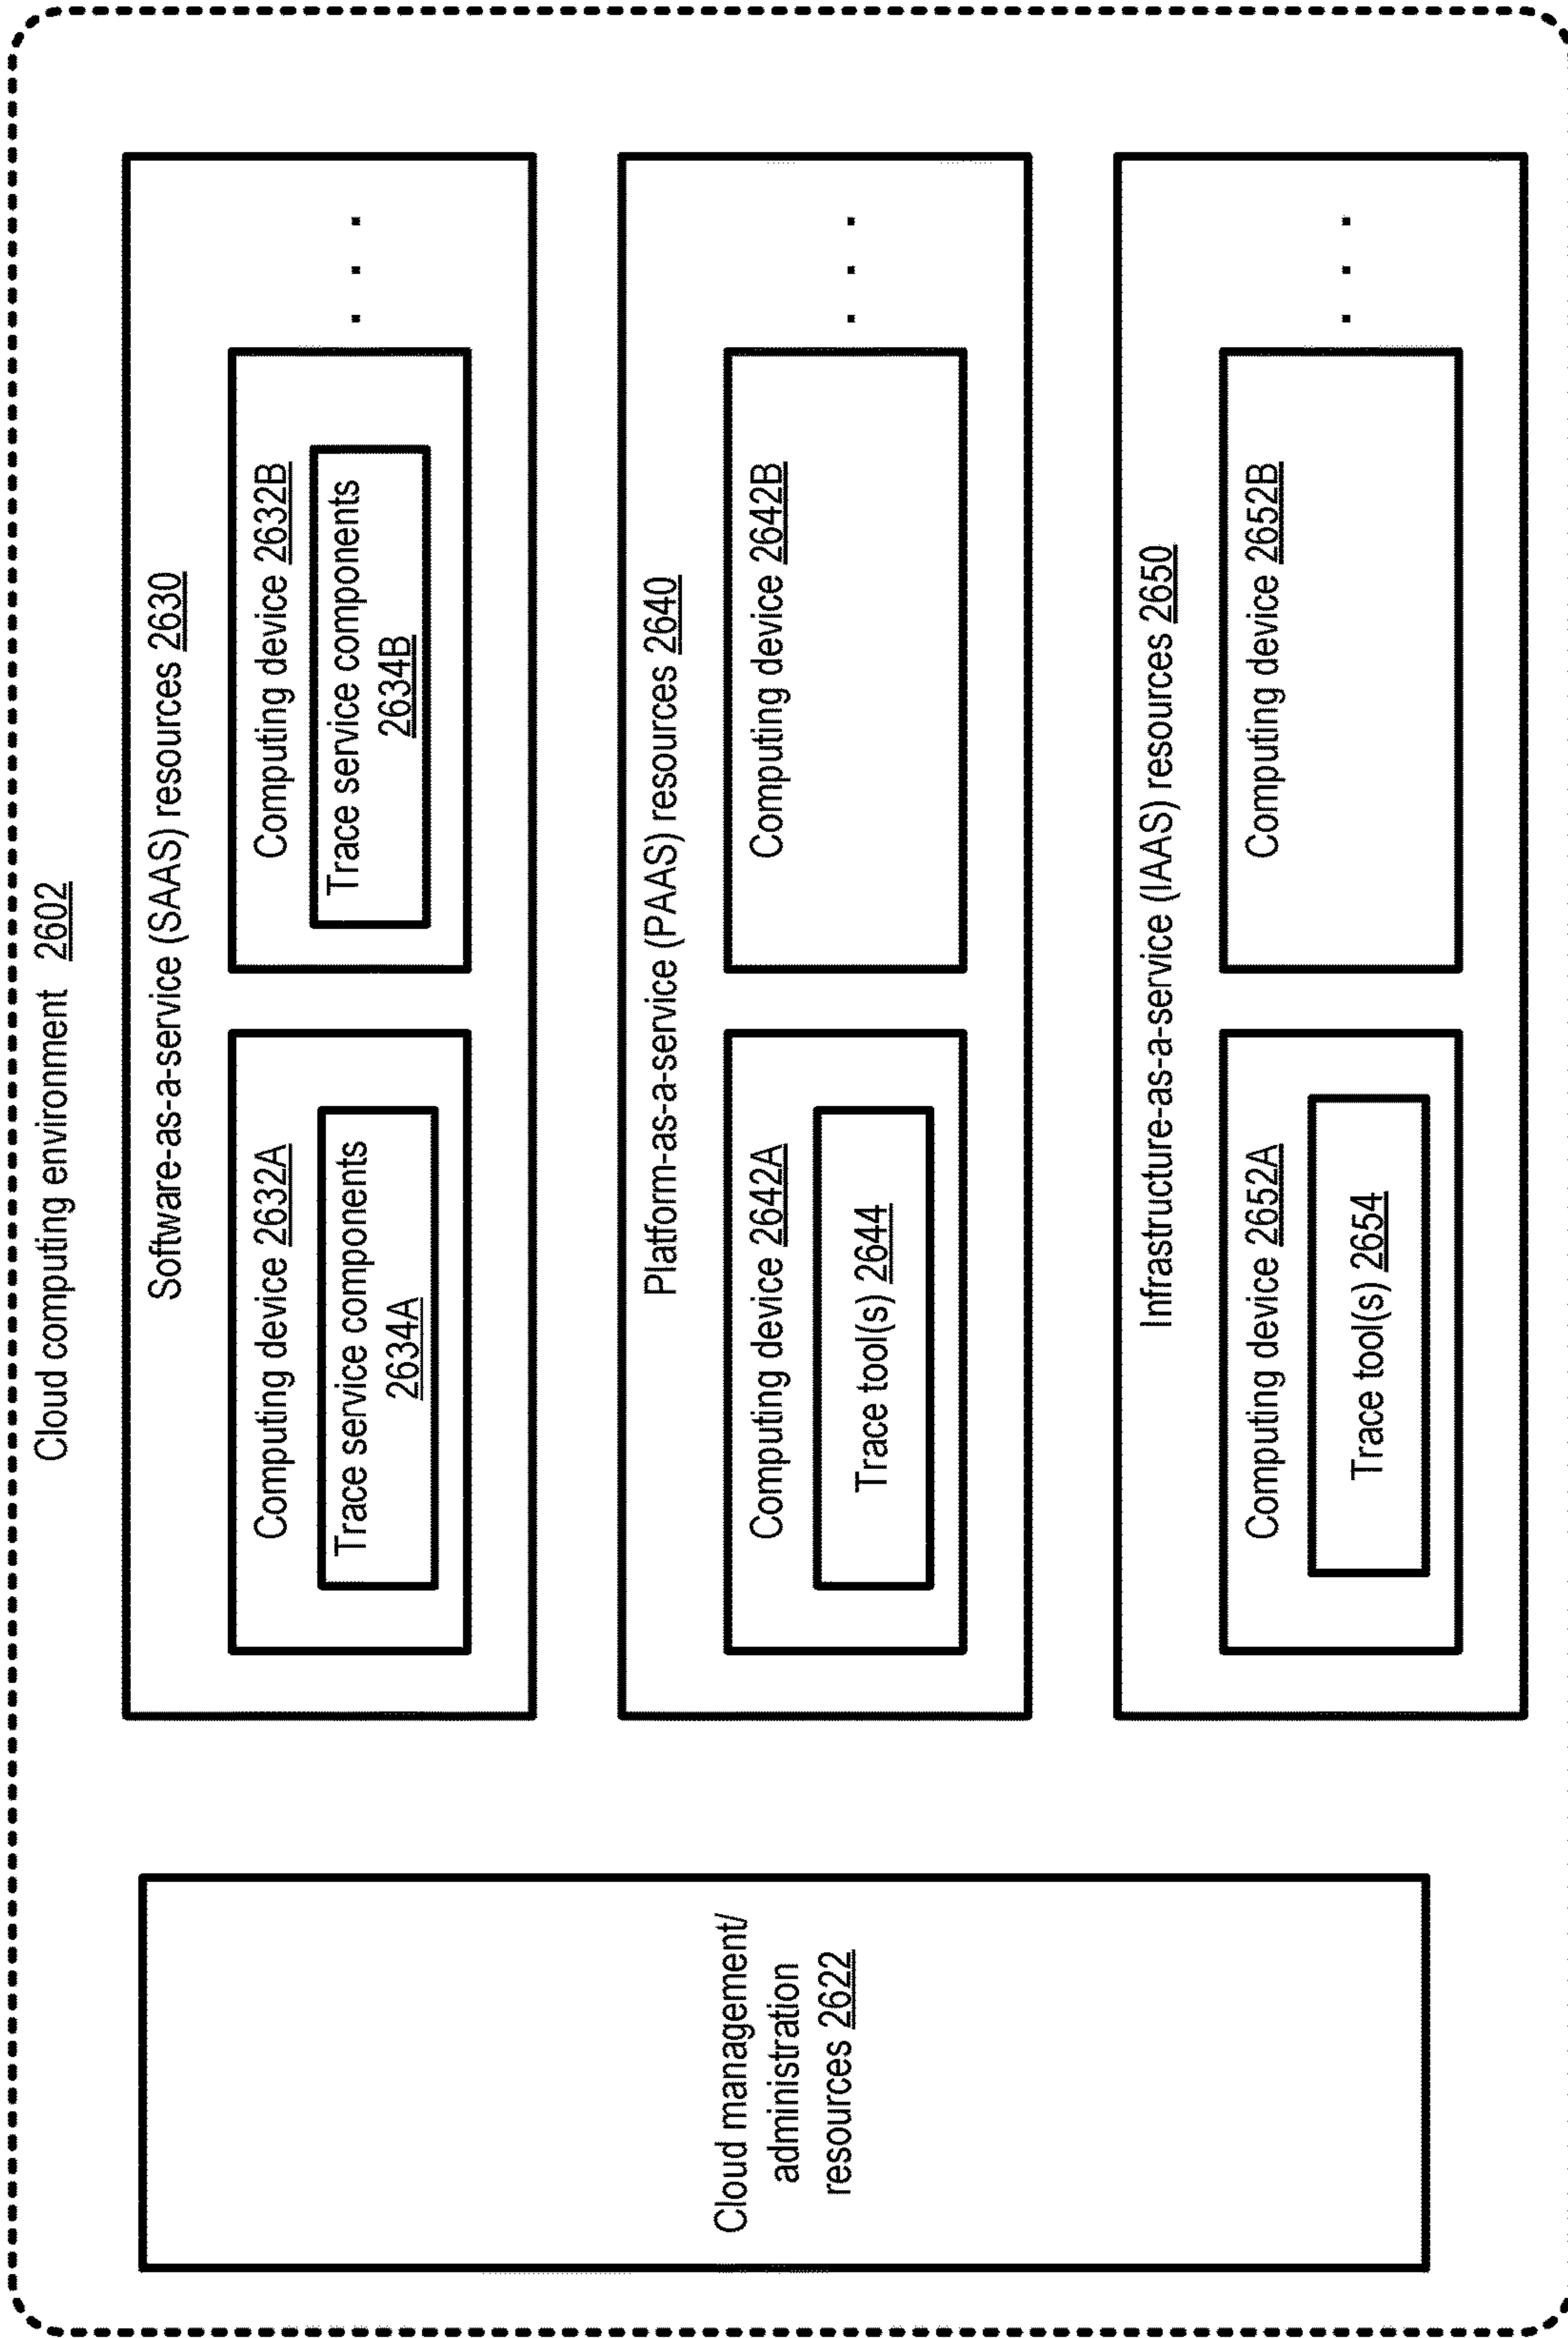 Cloud computing environment 2602
Cloud management/
administration
resources 2622
Software-as-a-service (SAAS) resources 2630
Computing device 2632A
Trace service components
2634A
Computing device 2632B
Trace service components
2634B
. . .
Platform-as-a-service (PAAS) resources 2640
Computing device 2642A
Trace tool(s) 2644
Computing device 2642B
. . .
Infrastructure-as-a-service (IAAS) resources 2650
Computing device 2652A
Trace tool(s) 2654
Computing device 2652B
. . .